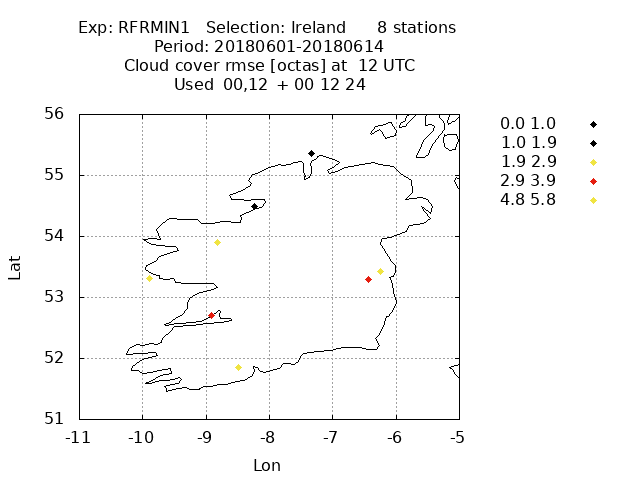 Exp: RFRMIN1 Selection: Ireland 8 stations
Period: 20180601-20180614
Cloud cover rmse [octas] at 12 UTC
Used 00,12 + 00 12 24
56
55
54
53
52
51
Lat
-11 -10 -9 -8 -7 -6 -5
Lon
0.0 1.0
1.0 1.9
1.9 2.9
2.9 3.9
4.8 5.8